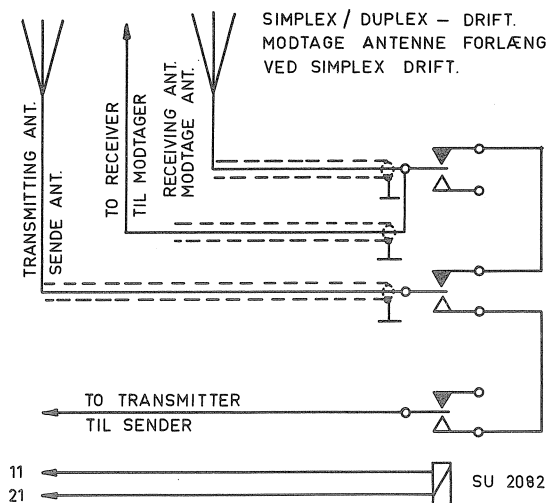 SIMPLEX / DUPLEX – DRIFT.
MODTAGE ANTENNE FORLÆNG
VED SIMPLEX DRIFT.
TRANSMITTING ANT.
SENDE ANT.
TO RECEIVER
TIL MODTAGER
RECEIVING ANT.
MODTAGE ANT.
TO TRANSMITTER
TIL SENDER
11
21
SU 2082